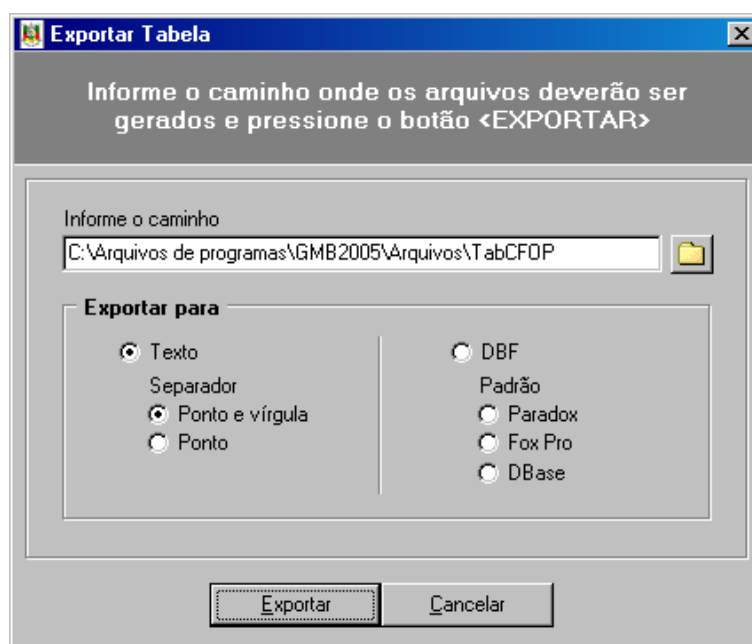 Exportar Tabela
Informe o caminho onde os arquivos deverão ser
gerados e pressione o botão <EXPORTAR>
Informe o caminho
C:\Arquivos de programas\GMB2005\Arquivos\TabCFOP
Exportar para
Texto
Separador
Ponto e vírgula
Ponto
DBF
Padrão
Paradox
Fox Pro
DBase
Exportar
Cancelar